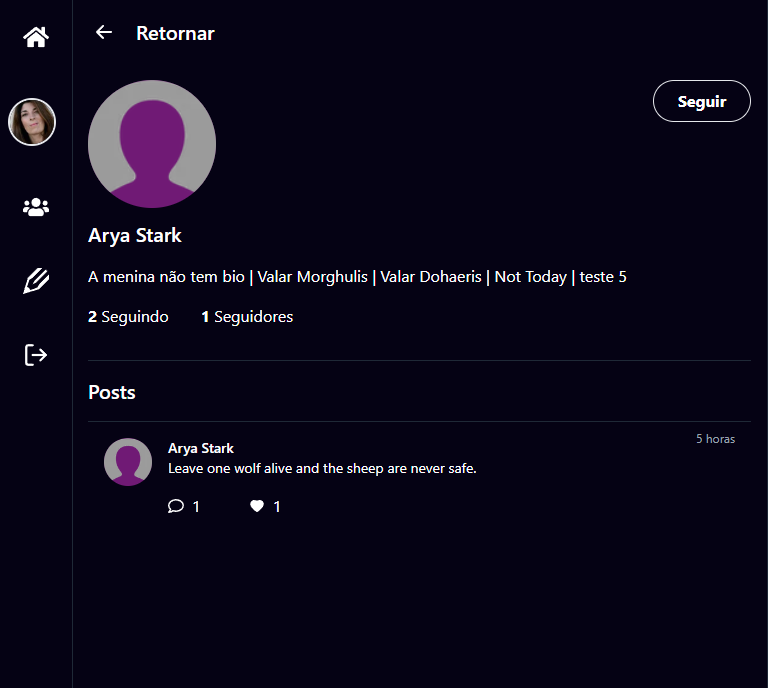 Retornar
Seguir
Arya Stark
A menina não tem bio | Valar Morghulis | Valar Dohaeris | Not Today | teste 5
2 Seguindo 1 Seguidores
Posts
Arya Stark 5 horas
Leave one wolf alive and the sheep are never safe.
1 1